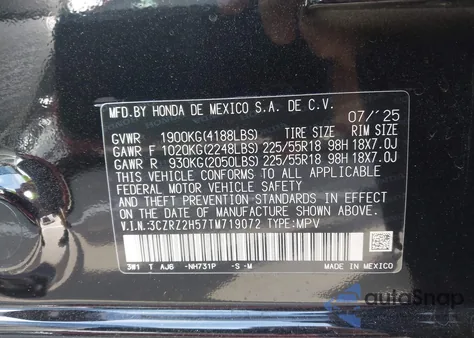 MFD.BY HONDA DE MEXICO S.A. DE C.V.
07/'25
GVWR 1900KG(4188LBS) TIRE SIZE RIM SIZE
GAWR F 1020KG(2248LBS) 225/55R18 98H 18X7.0J
GAWR R 930KG(2050LBS) 225/55R18 98H 18X7.0J
THIS VEHICLE CONFORMS TO ALL APPLICABLE
FEDERAL MOTOR VEHICLE SAFETY, BUMPER,
AND THEFT PREVENTION STANDARDS IN EFFECT
ON THE DATE OF MANUFACTURE SHOWN ABOVE.
V.I.N.:3CZRZ2H57TM719072 TYPE:MPV
3W1 T AJ6 -NH731P -S -M
autoSnap